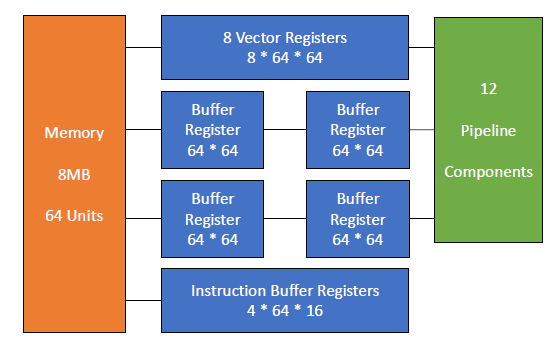 Memory
8MB
64 Units
8 Vector Registers
8 * 64 * 64
Buffer
Register
64 * 64
Buffer
Register
64 * 64
Buffer
Register
64 * 64
Buffer
Register
64 * 64
Instruction Buffer Registers
4 * 64 * 16
12
Pipeline
Components